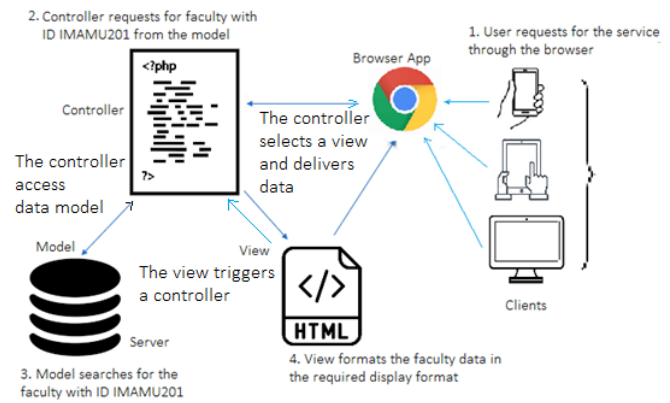 2. Controller requests for faculty with
ID IMAMU201 from the model
1. User requests for the service
through the browser
Browser App
<?php
?>
Controller
The controller
selects a view
and delivers
data
The controller
access
data model
Model
View
The view triggers
a controller
</>
HTML
Clients
Server
3. Model searches for the
faculty with ID IMAMU201
4. View formats the faculty data in
the required display format